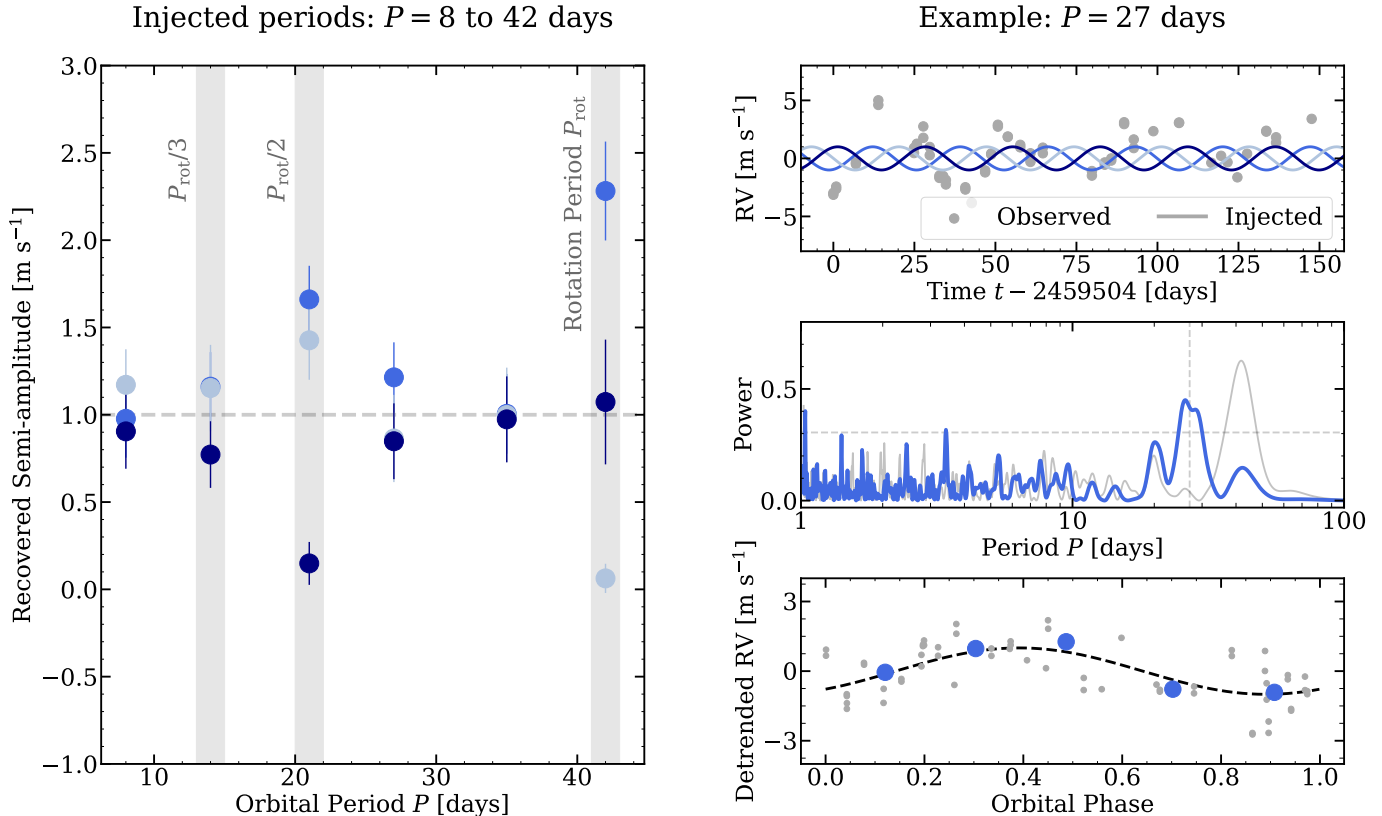 Injected periods: P = 8 to 42 days
3.0
2.5
2.0
1.5
1.0
0.5
0.0
−0.5
−1.0
10
20
30
40
Recovered Semi-amplitude [m s⁻¹]
Orbital Period P [days]
P_rot/3
P_rot/2
Rotation Period P_rot
Example: P = 27 days
5
0
−5
RV [m s⁻¹]
Observed
Injected
0
25
50
75
100
125
150
Time t − 2459504 [days]
0.5
0.0
Power
1
10
100
Period P [days]
3
0
−3
Detrended RV [m s⁻¹]
0.0
0.2
0.4
0.6
0.8
1.0
Orbital Phase